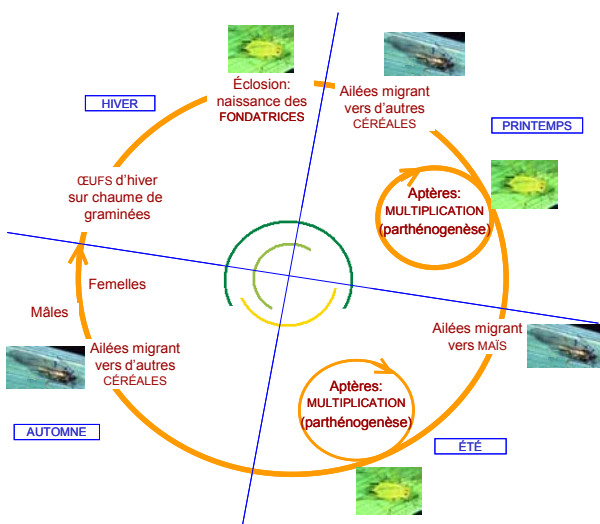 Éclosion:
naissance des
FONDATRICES
Ailées migrant
vers d'autres
CÉRÉALES
HIVER
PRINTEMPS
ŒUFS d'hiver
sur chaume de
graminées
Aptères:
MULTIPLICATION
(parthénogenèse)
Femelles
Mâles
Ailées migrant
vers MAÏS
Ailées migrant
vers d'autres
CÉRÉALES
Aptères:
MULTIPLICATION
(parthénogenèse)
AUTOMNE
ÉTÉ